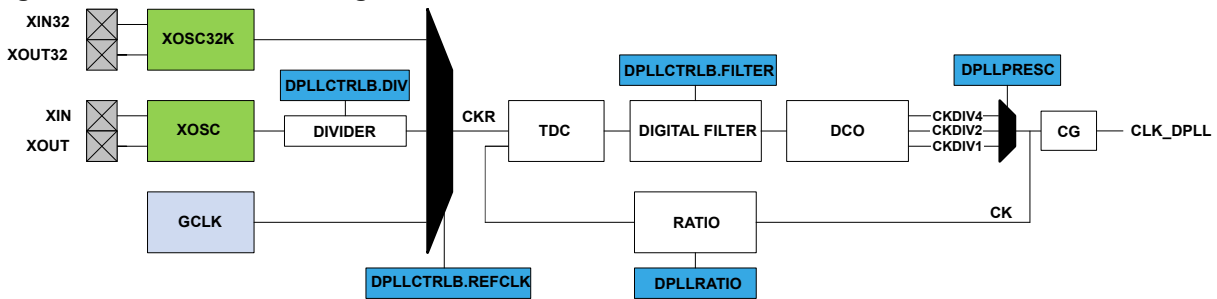 XIN32
XOUT32
XOSC32K
DPLLCTRLB.DIV
DPLLCTRLB.FILTER
DPLLPRESC
XIN
XOUT
XOSC
DIVIDER
CKR
TDC
DIGITAL FILTER
DCO
CKDIV4
CKDIV2
CKDIV1
CG
CLK_DPLL
GCLK
RATIO
CK
DPLLCTRLB.REFCLK
DPLLRATIO